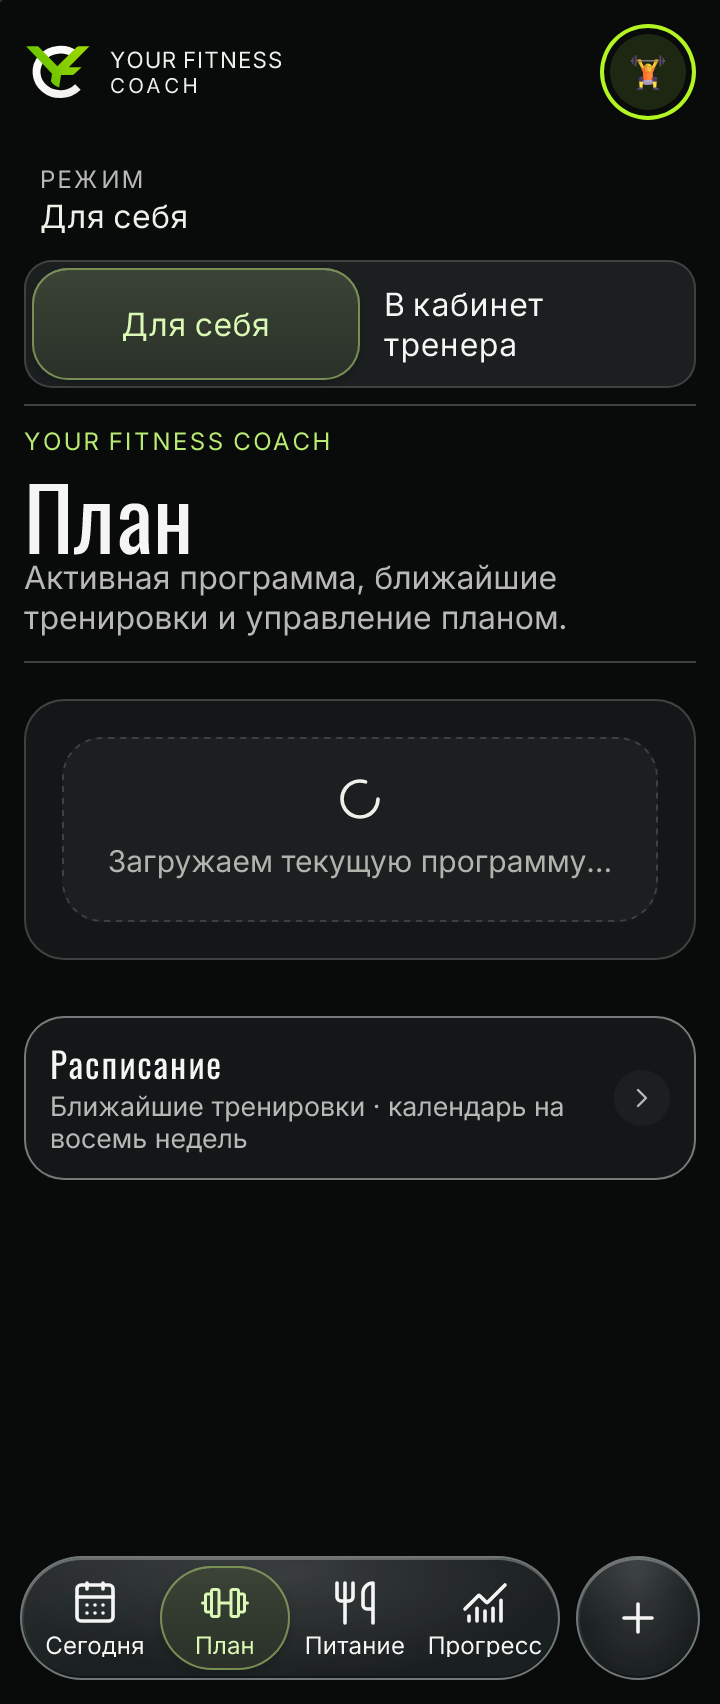 YOUR FITNESS
COACH
РЕЖИМ
Для себя
Для себя
В кабинет
тренера
YOUR FITNESS COACH
План
Активная программа, ближайшие
тренировки и управление планом.
Загружаем текущую программу...
Расписание
Ближайшие тренировки · календарь на
восемь недель
Сегодня
План
Питание
Прогресс